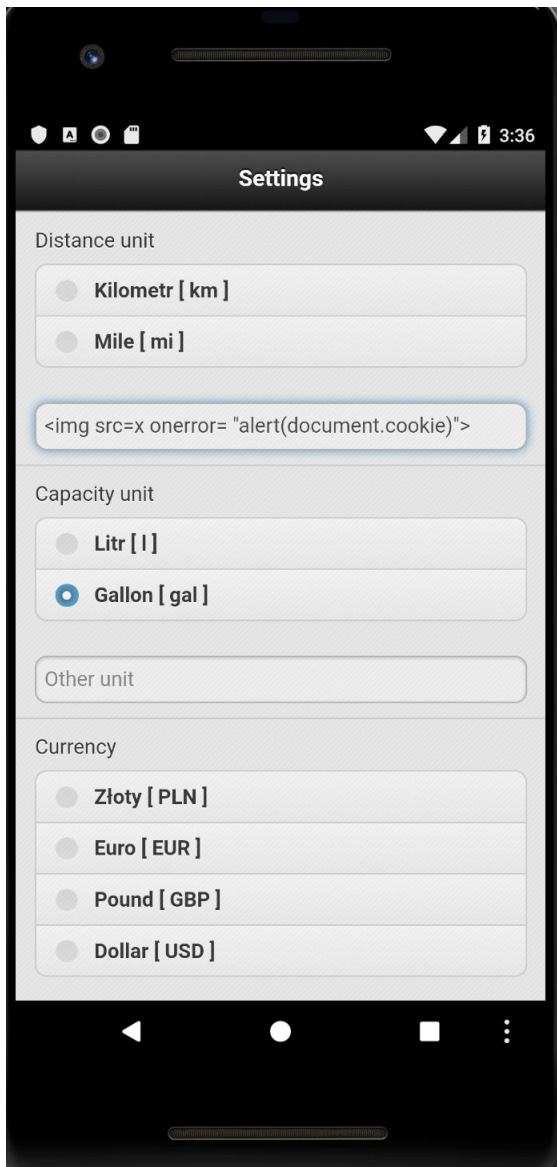 3:36
Settings
Distance unit
Kilometr [ km ]
Mile [ mi ]
<img src=x onerror= "alert(document.cookie)">
Capacity unit
Litr [ l ]
Gallon [ gal ]
Other unit
Currency
Złoty [ PLN ]
Euro [ EUR ]
Pound [ GBP ]
Dollar [ USD ]